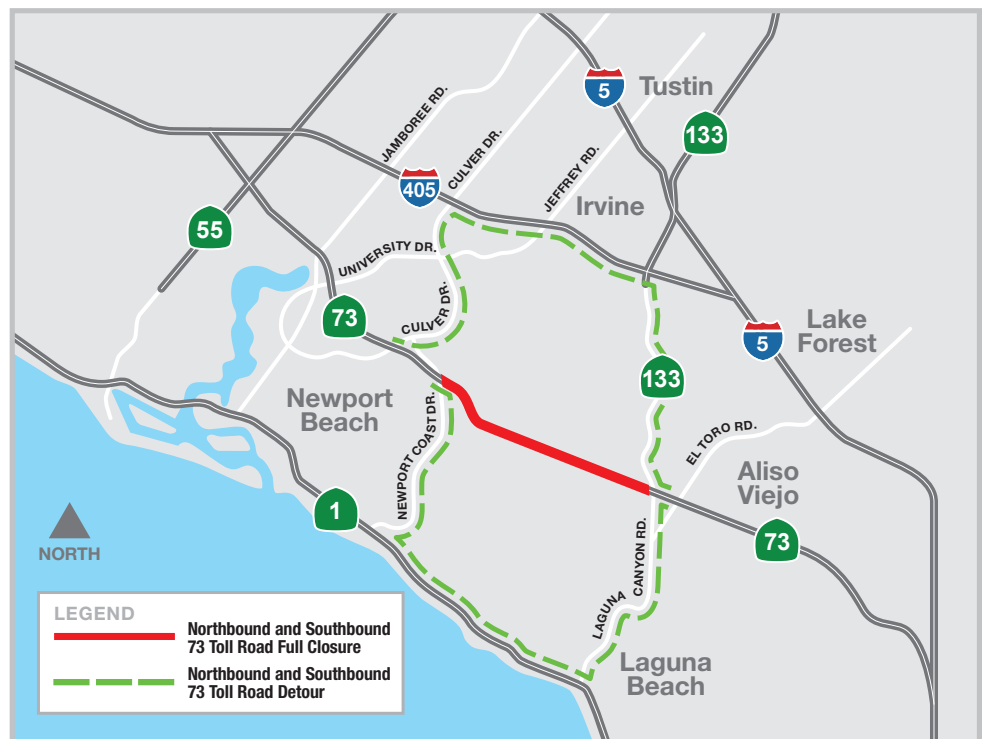 5
Tustin
133
JAMBOREE RD.
CULVER DR.
JEFFREY RD.
405
Irvine
55
UNIVERSITY DR.
73
CULVER DR.
Lake
Forest
5
133
Newport
Beach
NEWPORT COAST DR.
EL TORO RD.
Aliso
Viejo
1
73
NORTH
LAGUNA
CANYON RD.
Laguna
Beach
LEGEND
Northbound and Southbound
73 Toll Road Full Closure
Northbound and Southbound
73 Toll Road Detour